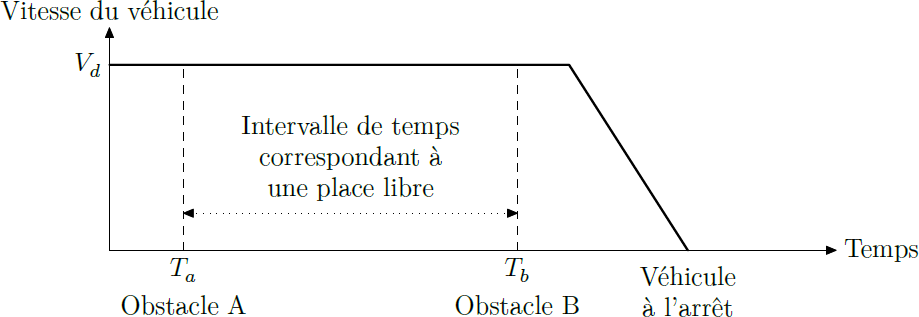 Vitesse du véhicule
V_d
Intervalle de temps
correspondant à
une place libre
Temps
T_a
T_b
Obstacle A
Obstacle B
Véhicule
à l'arrêt